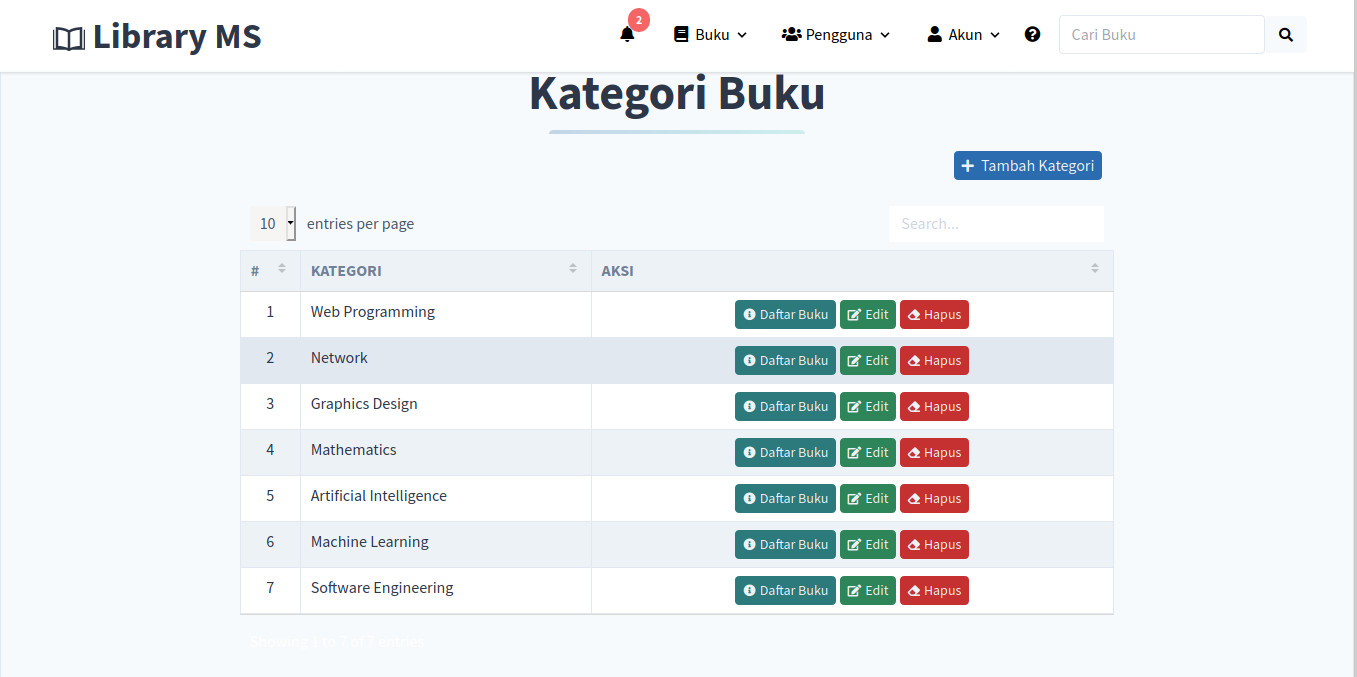 Library MS
2
Buku
Pengguna
Akun
Cari Buku
Kategori Buku
Tambah Kategori
10 entries per page
Search...
# KATEGORI AKSI
1 Web Programming Daftar Buku Edit Hapus
2 Network Daftar Buku Edit Hapus
3 Graphics Design Daftar Buku Edit Hapus
4 Mathematics Daftar Buku Edit Hapus
5 Artificial Intelligence Daftar Buku Edit Hapus
6 Machine Learning Daftar Buku Edit Hapus
7 Software Engineering Daftar Buku Edit Hapus
Showing 1 to 7 of 7 entries